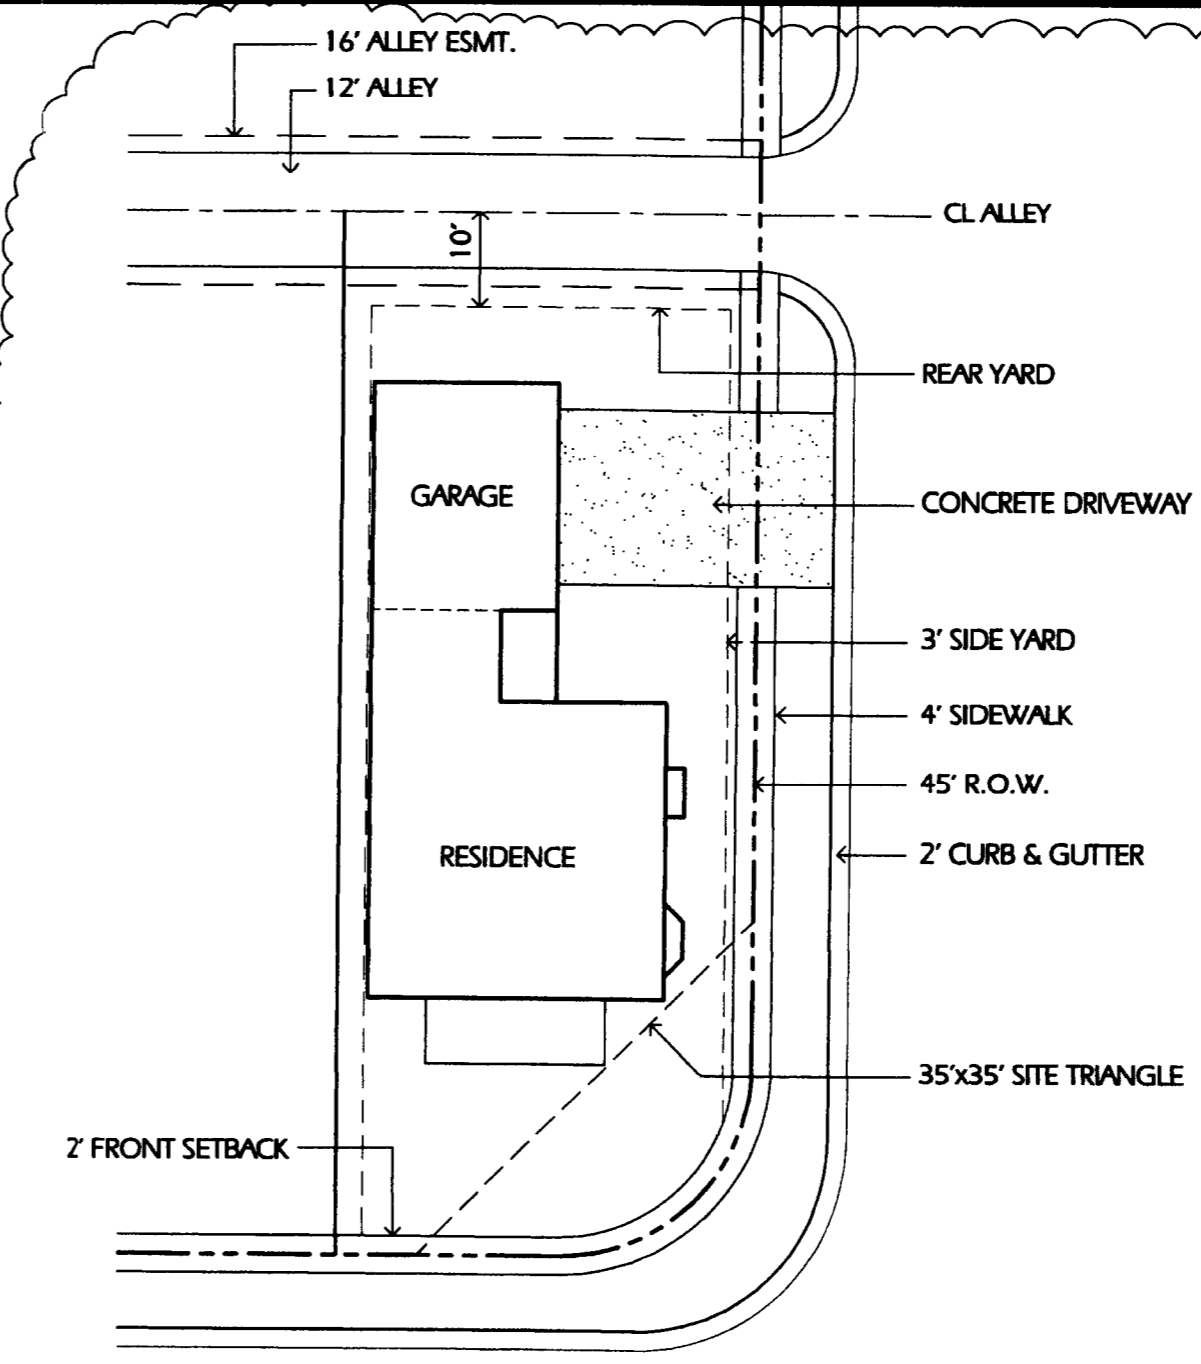 16' ALLEY ESMT.
12' ALLEY
CL ALLEY
10'
REAR YARD
GARAGE
CONCRETE DRIVEWAY
3' SIDE YARD
4' SIDEWALK
45' R.O.W.
RESIDENCE
2' CURB & GUTTER
35'x35' SITE TRIANGLE
2' FRONT SETBACK